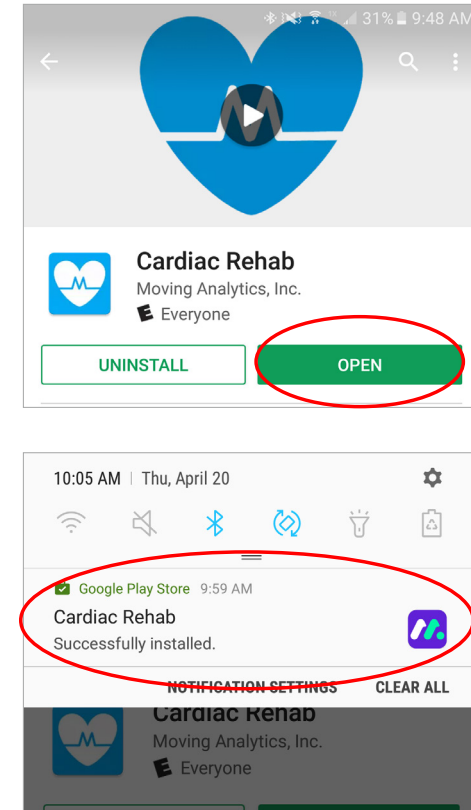 31% 9:48 AM
Cardiac Rehab
Moving Analytics, Inc.
E Everyone
UNINSTALL
OPEN
10:05 AM | Thu, April 20
Google Play Store 9:59 AM
Cardiac Rehab
Successfully installed.
NOTIFICATION SETTINGS
CLEAR ALL
Cardiac Rehab
Moving Analytics, Inc.
E Everyone